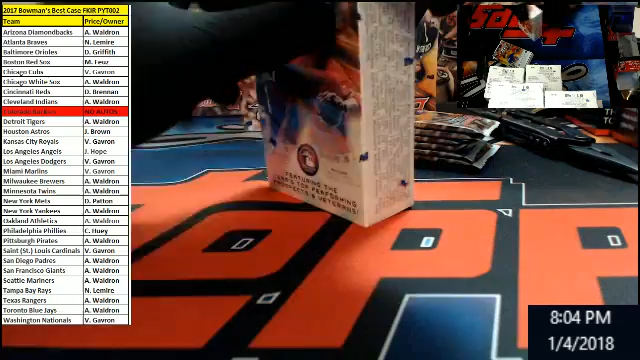 2017 Bowman's Best Case FKIR PYT002
Team Price/Owner
Arizona Diamondbacks A. Waldron
Atlanta Braves N. Lemire
Baltimore Orioles D. Griffith
Boston Red Sox M. Feuz
Chicago Cubs V. Gavron
Chicago White Sox A. Waldron
Cincinnati Reds D. Brennan
Cleveland Indians A. Waldron
Colorado Rockies NO AUTOS
Detroit Tigers A. Waldron
Houston Astros J. Brown
Kansas City Royals V. Gavron
Los Angeles Angels J. Hope
Los Angeles Dodgers V. Gavron
Miami Marlins V. Gavron
Milwaukee Brewers A. Waldron
Minnesota Twins A. Waldron
New York Mets D. Patton
New York Yankees A. Waldron
Oakland Athletics A. Waldron
Philadelphia Phillies C. Huey
Pittsburgh Pirates A. Waldron
Saint (St.) Louis Cardinals V. Gavron
San Diego Padres A. Waldron
San Francisco Giants A. Waldron
Seattle Mariners A. Waldron
Tampa Bay Rays N. Lemire
Texas Rangers A. Waldron
Toronto Blue Jays A. Waldron
Washington Nationals V. Gavron
FEATURING THE
TOP PERFORMING
PROSPECTS & VETERANS!
8:04 PM
1/4/2018